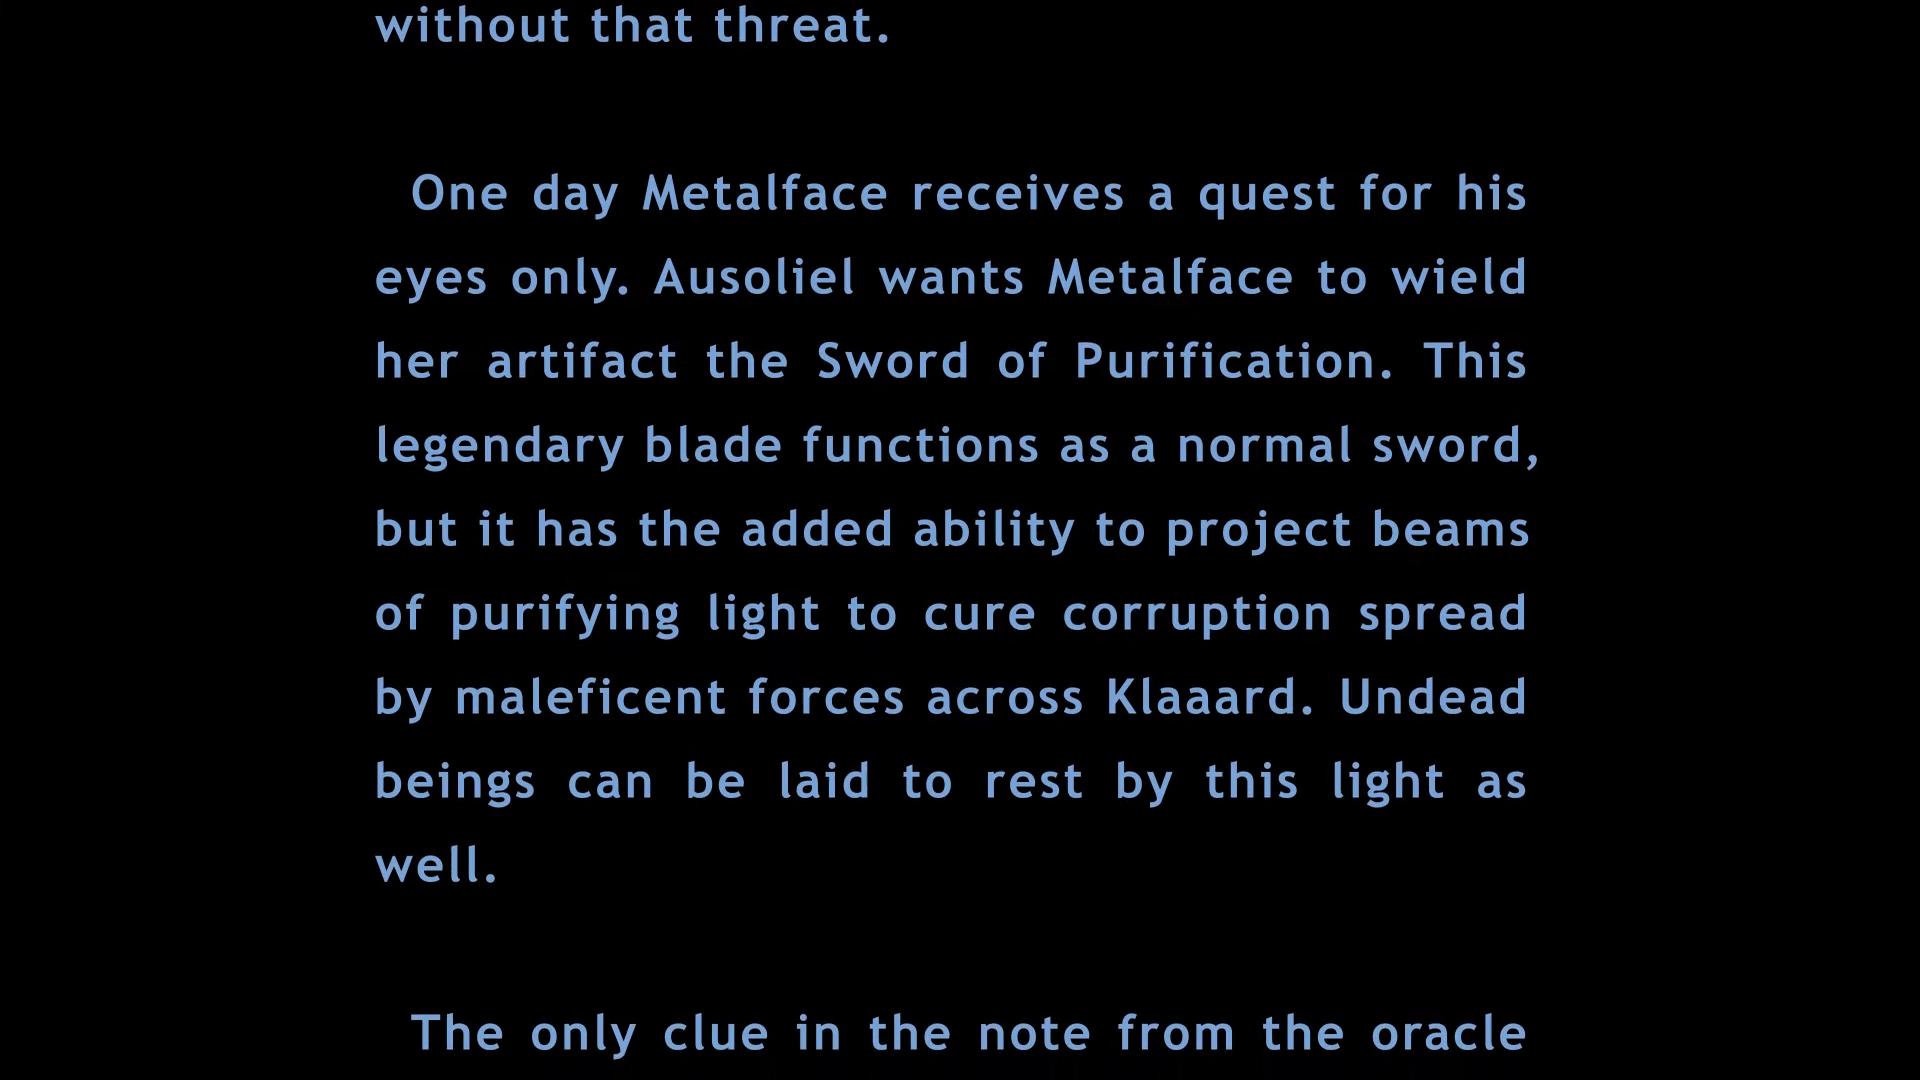 without that threat.
One day Metalface receives a quest for his
eyes only. Ausoliel wants Metalface to wield
her artifact the Sword of Purification. This
legendary blade functions as a normal sword,
but it has the added ability to project beams
of purifying light to cure corruption spread
by maleficent forces across Klaaard. Undead
beings can be laid to rest by this light as
well.
The only clue in the note from the oracle